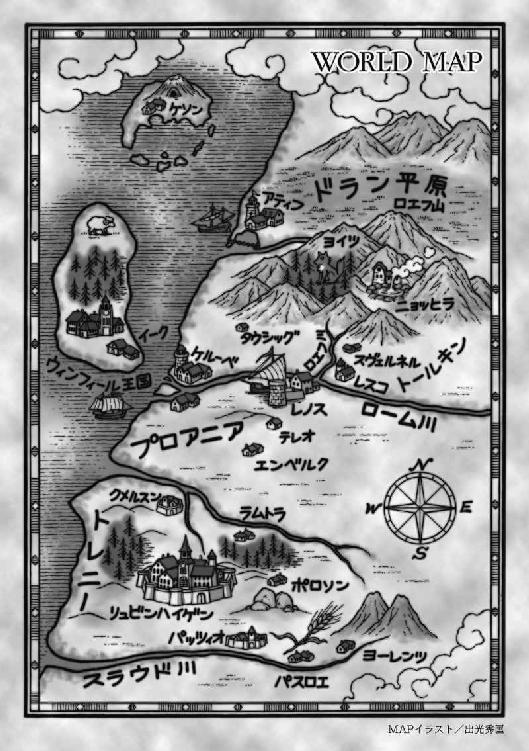 WORLD MAP
ケソン
アティフ
ドラン平原
ロエフ山
ヨイツ
ニョッヒラ
イーク
ウィンフィール王国
ケルーベ
タウシッグ
ロエフ川
スヴェルネル
レスコ
トールキン
レノス
ローム川
プロアニア
テレオ
エンベルク
N
W
E
S
クメルスン
ラムトラ
トレニー
リュビンハイゲン
ポロソン
パッツィオ
ヨーレンツ
スラウド川
パスロエ
MAPイラスト/出光秀匡